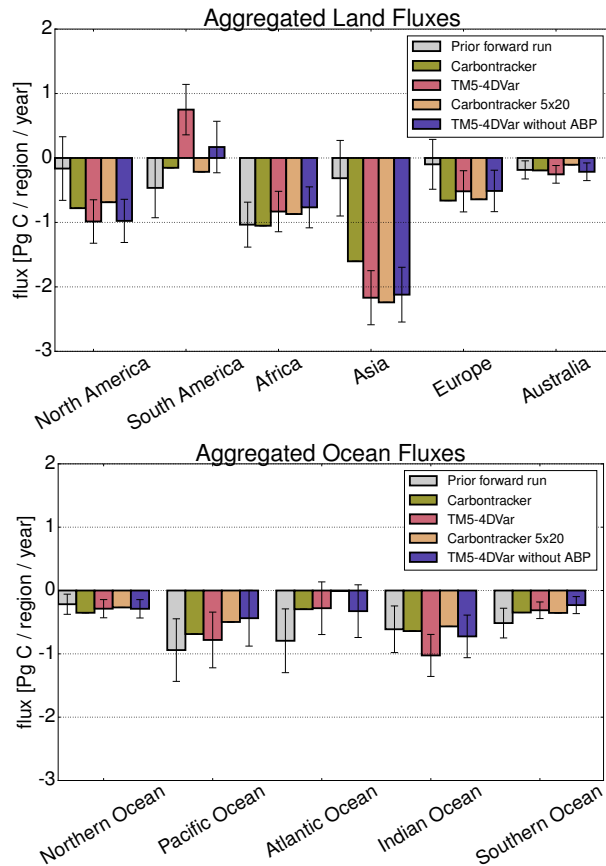 Aggregated Land Fluxes
flux [Pg C / region / year]
2
1
0
-1
-2
-3
Prior forward run
Carbontracker
TM5-4DVar
Carbontracker 5x20
TM5-4DVar without ABP
North America
South America
Africa
Asia
Europe
Australia
Aggregated Ocean Fluxes
flux [Pg C / region / year]
2
1
0
-1
-2
-3
Prior forward run
Carbontracker
TM5-4DVar
Carbontracker 5x20
TM5-4DVar without ABP
Northern Ocean
Pacific Ocean
Atlantic Ocean
Indian Ocean
Southern Ocean